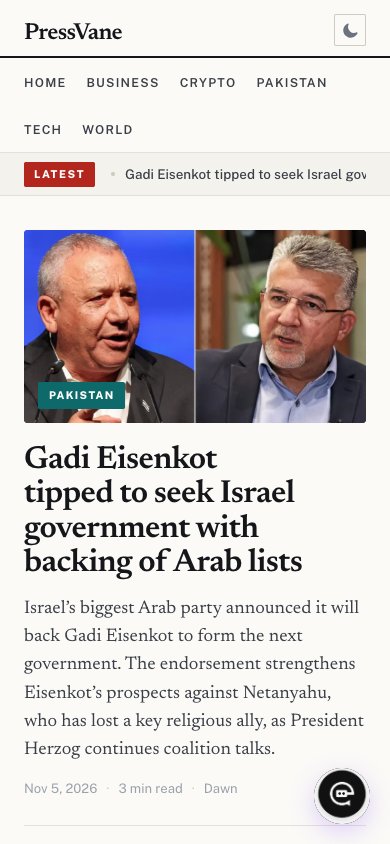 PressVane
HOME BUSINESS CRYPTO PAKISTAN
TECH WORLD
LATEST Gadi Eisenkot tipped to seek Israel gov
PAKISTAN
Gadi Eisenkot
tipped to seek Israel
government with
backing of Arab lists
Israel’s biggest Arab party announced it will
back Gadi Eisenkot to form the next
government. The endorsement strengthens
Eisenkot’s prospects against Netanyahu,
who has lost a key religious ally, as President
Herzog continues coalition talks.
Nov 5, 2026 · 3 min read · Dawn